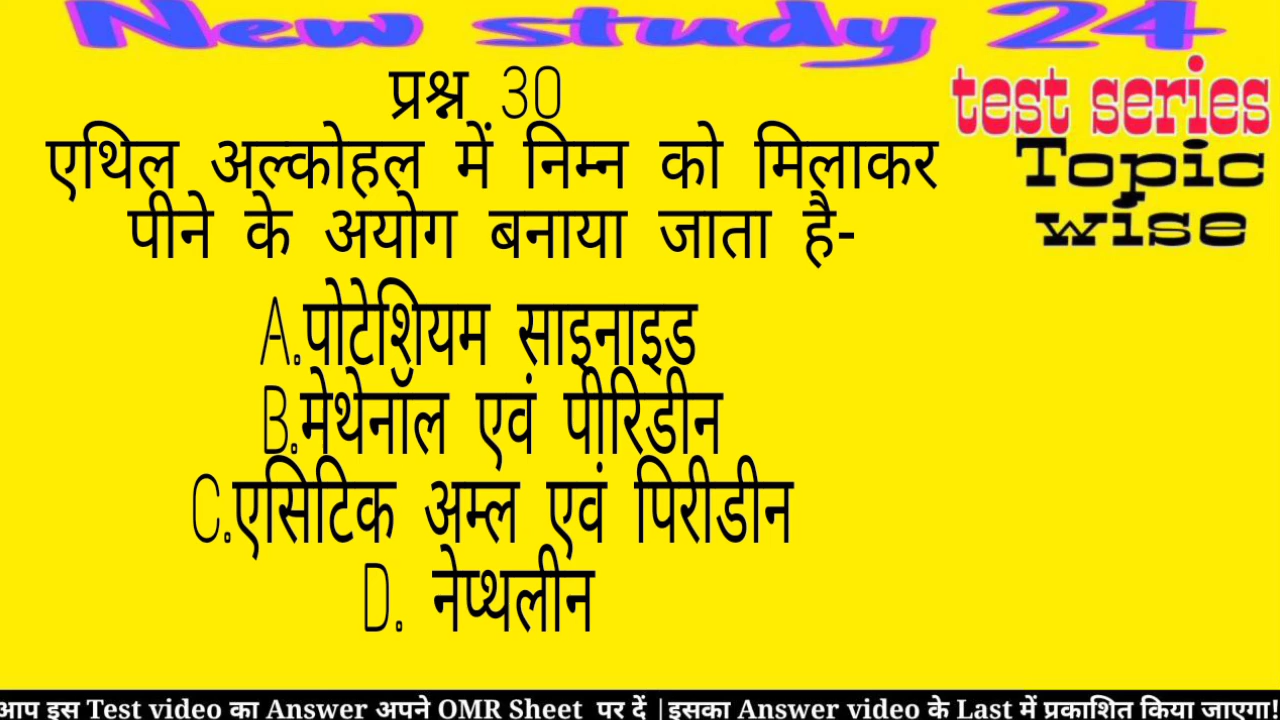 New study 24
test series
Topic
wise
प्रश्न 30
एथिल अल्कोहल में निम्न को मिलाकर
पीने के अयोग बनाया जाता है-
A.पोटेशियम साइनाइड
B.मेथेनॉल एवं पीरिडीन
C.एसिटिक अम्ल एवं पिरीडीन
D. नेप्थलीन
आप इस Test video का Answer अपने OMR Sheet पर दें |इसका Answer video के Last में प्रकाशित किया जाएगा!